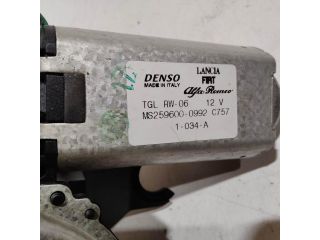 DENSO
MADE IN ITALY
LANCIA
FIAT
Alfa Romeo
TGL RW-06 12 V
MS259600-0992 C757
1-034-A